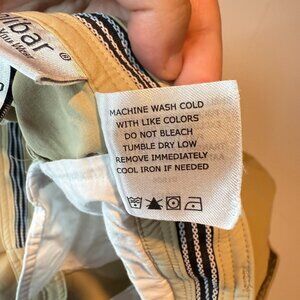 MACHINE WASH COLD
WITH LIKE COLORS
DO NOT BLEACH
TUMBLE DRY LOW
REMOVE IMMEDIATELY
COOL IRON IF NEEDED